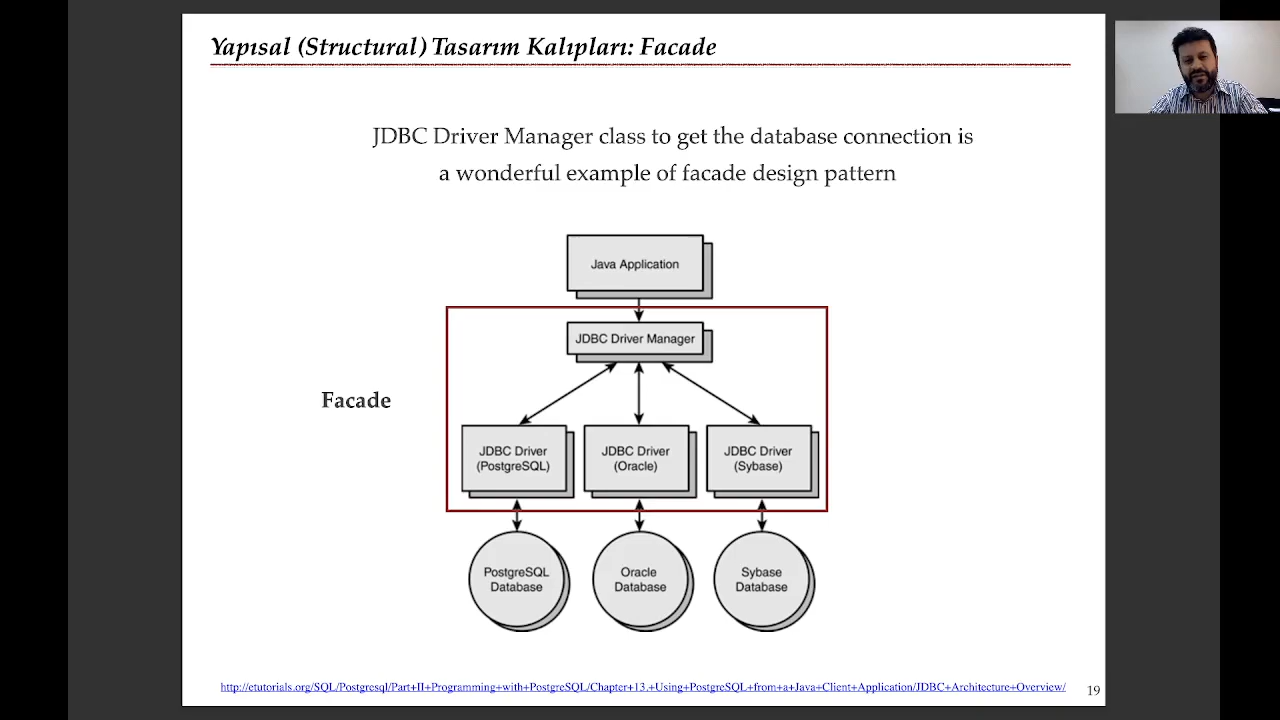 Yapısal (Structural) Tasarım Kalıpları: Facade
JDBC Driver Manager class to get the database connection is
a wonderful example of facade design pattern
Java Application
JDBC Driver Manager
Facade
JDBC Driver
(PostgreSQL)
JDBC Driver
(Oracle)
JDBC Driver
(Sybase)
PostgreSQL
Database
Oracle
Database
Sybase
Database
http://etutorials.org/SQL/Postgresql/Part+II+Programming+with+PostgreSQL/Chapter+13.+Using+PostgreSQL+from+a+Java+Client+Application/JDBC+Architecture+Overview/
19